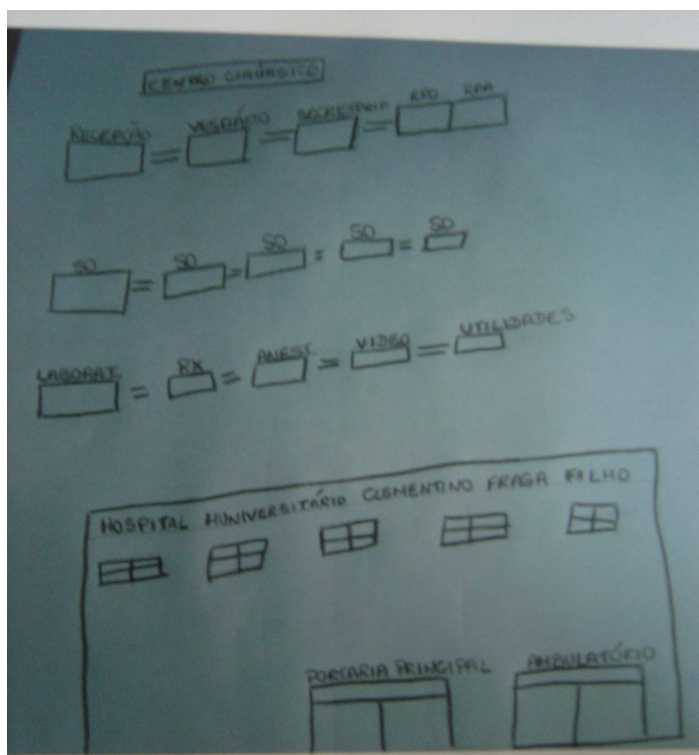 CENTRO CIRÚRGICO
RECEPÇÃO VESTIÁRIO SECRETARIA RPO RPA
SO SO SO SO SO
LABORAT. RX ANEST. VIDEO UTILIDADES
HOSPITAL HUNIVERSITÁRIO CLEMENTINO FRAGA FILHO
PORTARIA PRINCIPAL AMBULATÓRIO